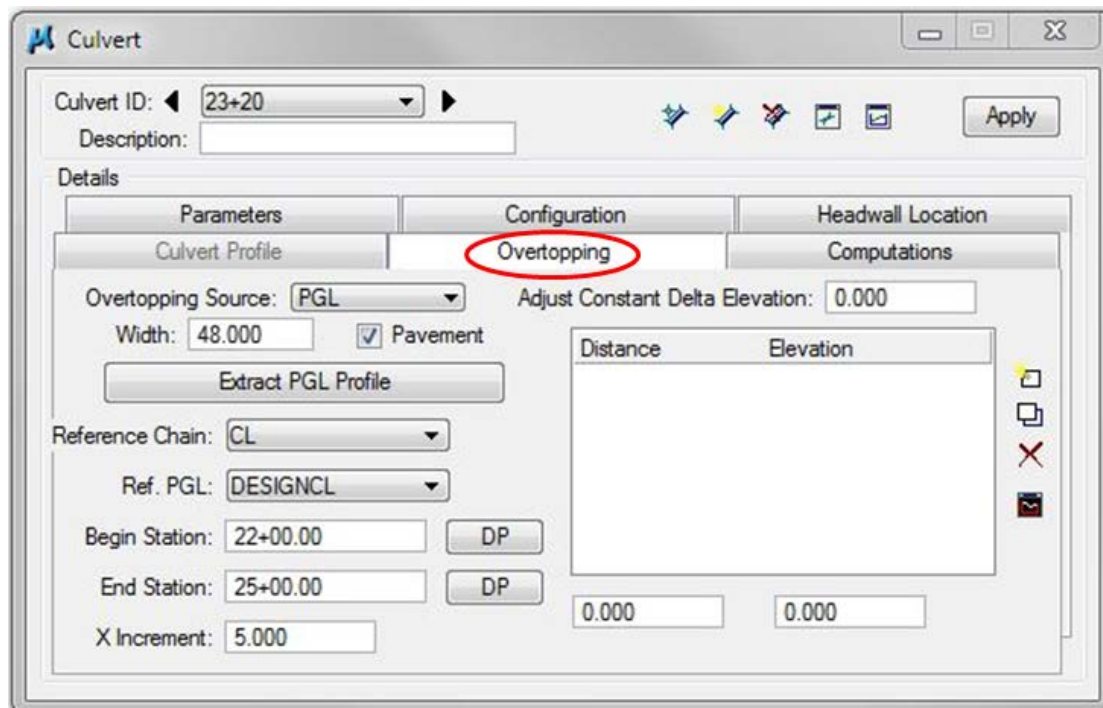 Culvert
Culvert ID: 23+20
Apply
Description:
Details
Parameters Configuration Headwall Location
Culvert Profile Overtopping Computations
Overtopping Source: PGL Adjust Constant Delta Elevation: 0.000
Width: 48.000 Pavement
Distance Elevation
Extract PGL Profile
Reference Chain: CL
Ref. PGL: DESIGNCL
Begin Station: 22+00.00 DP
End Station: 25+00.00 DP
0.000 0.000
X Increment: 5.000